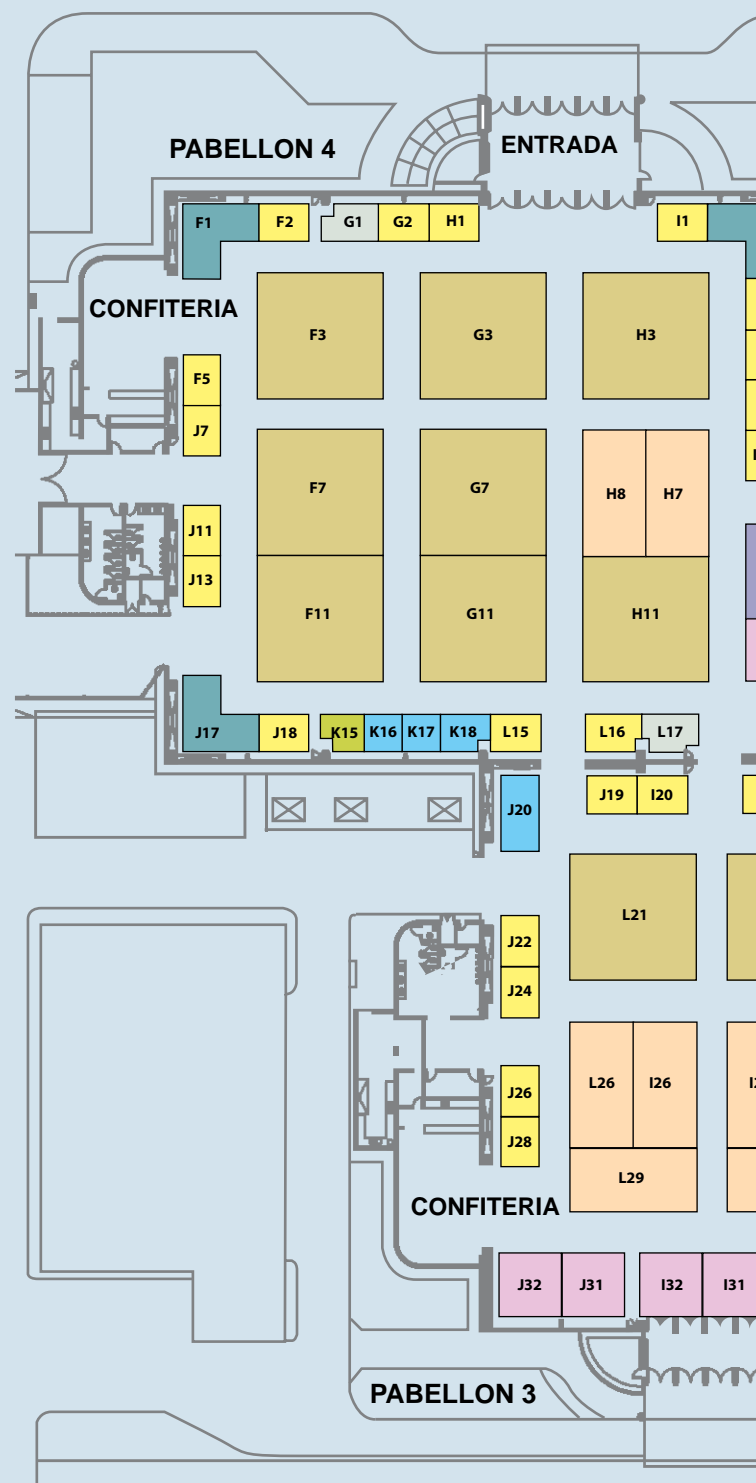 PABELLON 4
ENTRADA
F1
F2
G1
G2
H1
I1
CONFITERIA
F3
G3
H3
F5
J7
F7
G7
H8
H7
J11
J13
F11
G11
H11
J17
J18
K15
K16
K17
K18
L15
L16
L17
J19
I20
J20
L21
J22
J24
L26
I26
J26
J28
L29
CONFITERIA
J32
J31
I32
I31
PABELLON 3